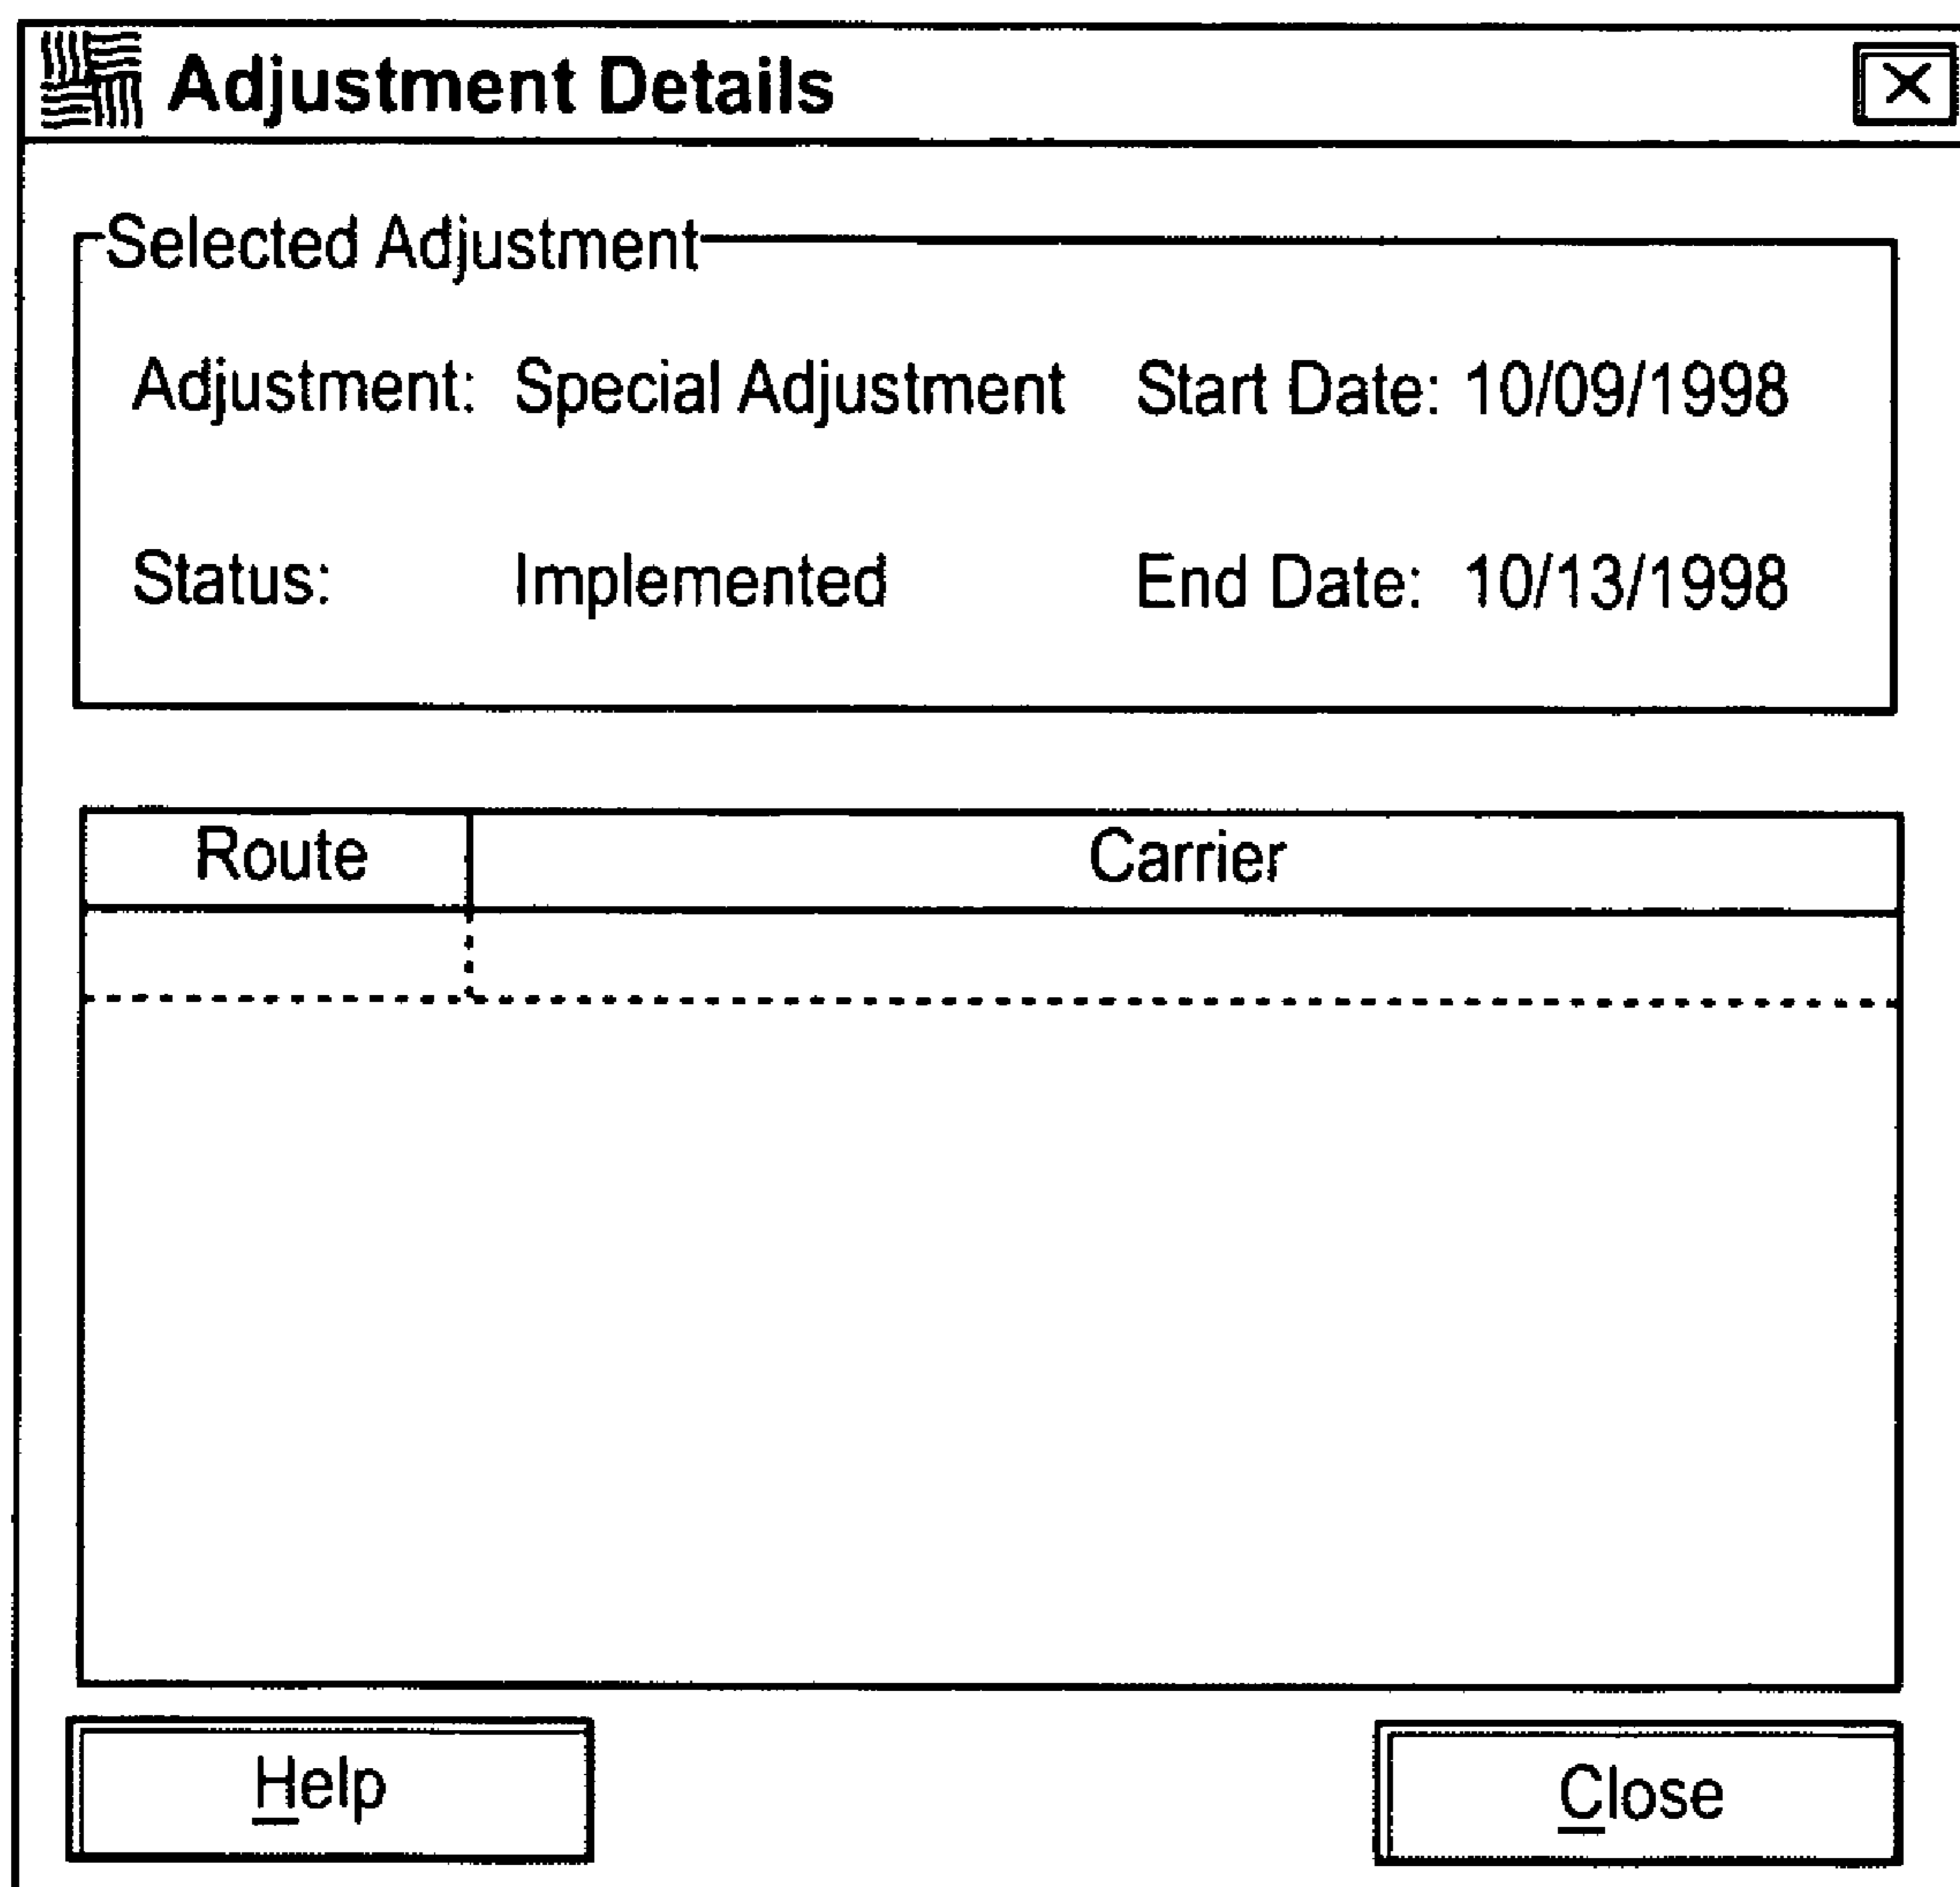 Adjustment Details
Selected Adjustment
Adjustment: Special Adjustment Start Date: 10/09/1998
Status: Implemented End Date: 10/13/1998
Route Carrier
Help Close